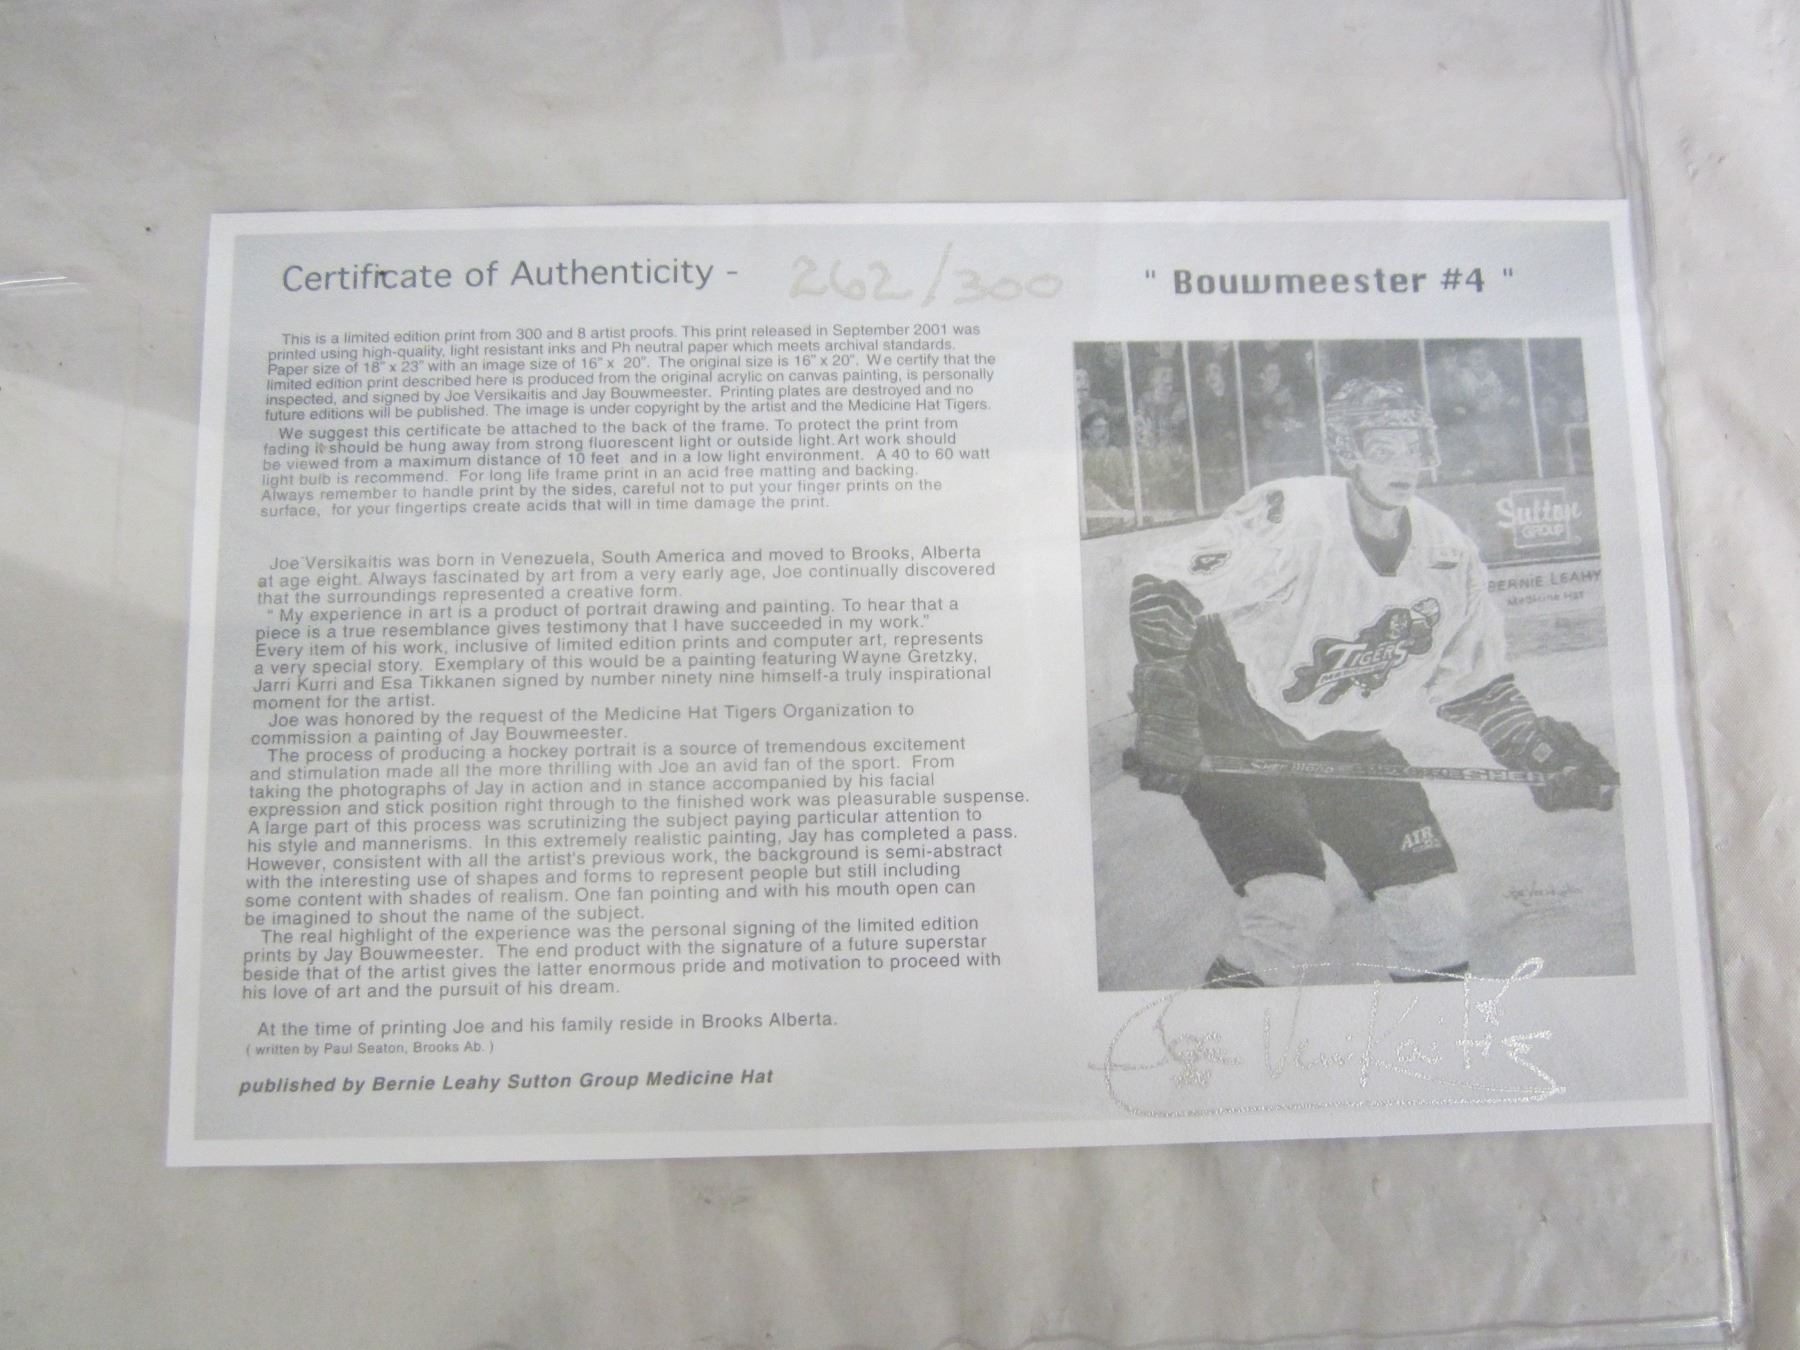 Certificate of Authenticity - 262/300
" Bouwmeester #4 "
This is a limited edition print from 300 and 8 artist proofs. This print released in September 2001 was
printed using high-quality, light resistant inks and Ph neutral paper which meets archival standards.
Paper size of 18" x 23" with an image size of 16" x 20". The original size is 16" x 20". We certify that the
limited edition print described here is produced from the original acrylic on canvas painting, is personally
inspected, and signed by Joe Versikaitis and Jay Bouwmeester. Printing plates are destroyed and no
future editions will be published. The image is under copyright by the artist and the Medicine Hat Tigers.
We suggest this certificate be attached to the back of the frame. To protect the print from
fading it should be hung away from strong fluorescent light or outside light. Art work should
be viewed from a maximum distance of 10 feet and in a low light environment. A 40 to 60 watt
light bulb is recommend. For long life frame print in an acid free matting and backing.
Always remember to handle print by the sides, careful not to put your finger prints on the
surface, for your fingertips create acids that will in time damage the print.
Joe Versikaitis was born in Venezuela, South America and moved to Brooks, Alberta
at age eight. Always fascinated by art from a very early age, Joe continually discovered
that the surroundings represented a creative form.
" My experience in art is a product of portrait drawing and painting. To hear that a
piece is a true resemblance gives testimony that I have succeeded in my work."
Every item of his work, inclusive of limited edition prints and computer art, represents
a very special story. Exemplary of this would be a painting featuring Wayne Gretzky,
Jarri Kurri and Esa Tikkanen signed by number ninety nine himself-a truly inspirational
moment for the artist.
Joe was honored by the request of the Medicine Hat Tigers Organization to
commission a painting of Jay Bouwmeester.
The process of producing a hockey portrait is a source of tremendous excitement
and stimulation made all the more thrilling with Joe an avid fan of the sport. From
taking the photographs of Jay in action and in stance accompanied by his facial
expression and stick position right through to the finished work was pleasurable suspense.
A large part of this process was scrutinizing the subject paying particular attention to
his style and mannerisms. In this extremely realistic painting, Jay has completed a pass.
However, consistent with all the artist's previous work, the background is semi-abstract
with the interesting use of shapes and forms to represent people but still including
some content with shades of realism. One fan pointing and with his mouth open can
be imagined to shout the name of the subject.
The real highlight of the experience was the personal signing of the limited edition
prints by Jay Bouwmeester. The end product with the signature of a future superstar
beside that of the artist gives the latter enormous pride and motivation to proceed with
his love of art and the pursuit of his dream.
At the time of printing Joe and his family reside in Brooks Alberta.
( written by Paul Seaton, Brooks Ab. )
published by Bernie Leahy Sutton Group Medicine Hat
Sutton
GROUP
BERNIE LEAHY
Medicine Hat
4
TIGERS
SHER-WOOD
AIR
Joe Versikaitis